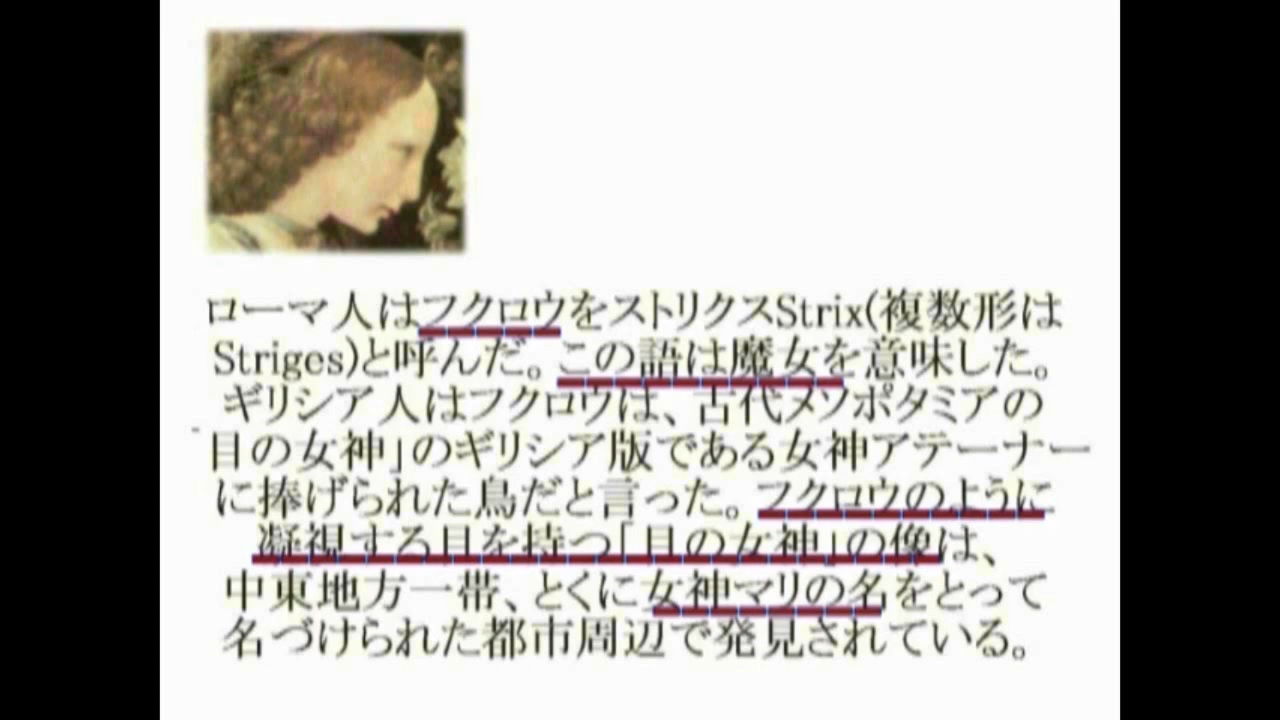 ローマ人はフクロウをストリクスStrix(複数形は
Striges)と呼んだ。この語は魔女を意味した。
ギリシア人はフクロウは、古代メソポタミアの
目の女神」のギリシア版である女神アテーナー
に捧げられた鳥だと言った。フクロウのように
凝視する目を持つ「目の女神」の像は、
中東地方一帯、とくに女神マリの名をとって
名づけられた都市周辺で発見されている。